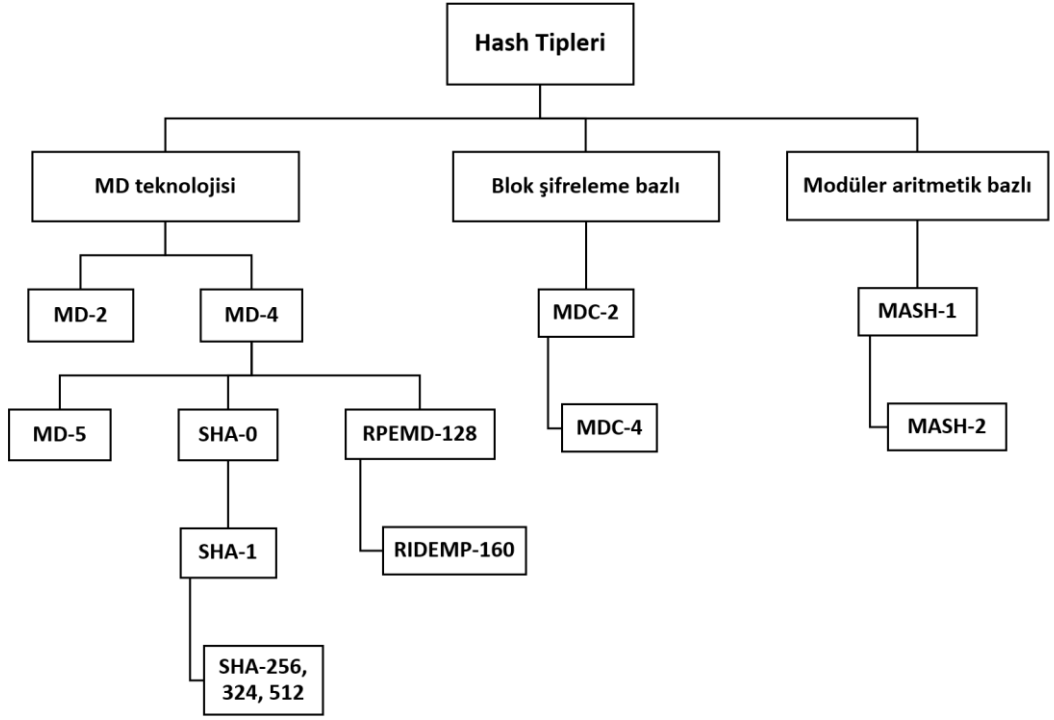 Hash Tipleri
MD teknolojisi
Blok şifreleme bazlı
Modüler aritmetik bazlı
MD-2
MD-4
MDC-2
MASH-1
MD-5
SHA-0
RPEMD-128
MDC-4
MASH-2
SHA-1
RIDEMP-160
SHA-256,
324, 512